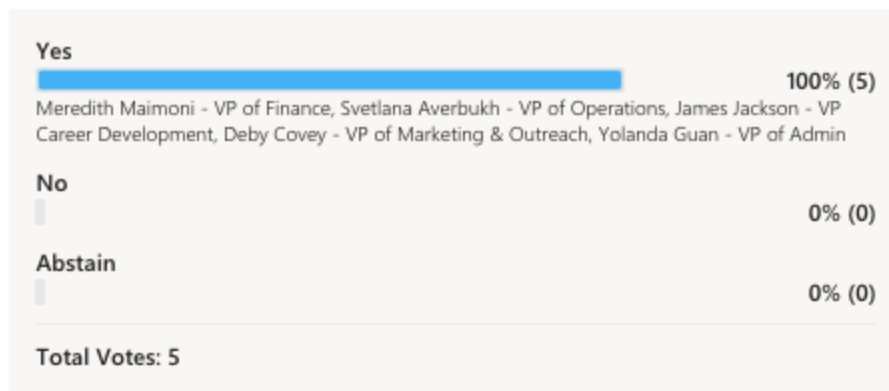 Yes
100% (5)
Meredith Maimoni - VP of Finance, Svetlana Averbukh - VP of Operations, James Jackson - VP
Career Development, Deby Covey - VP of Marketing & Outreach, Yolanda Guan - VP of Admin
No
0% (0)
Abstain
0% (0)
Total Votes: 5